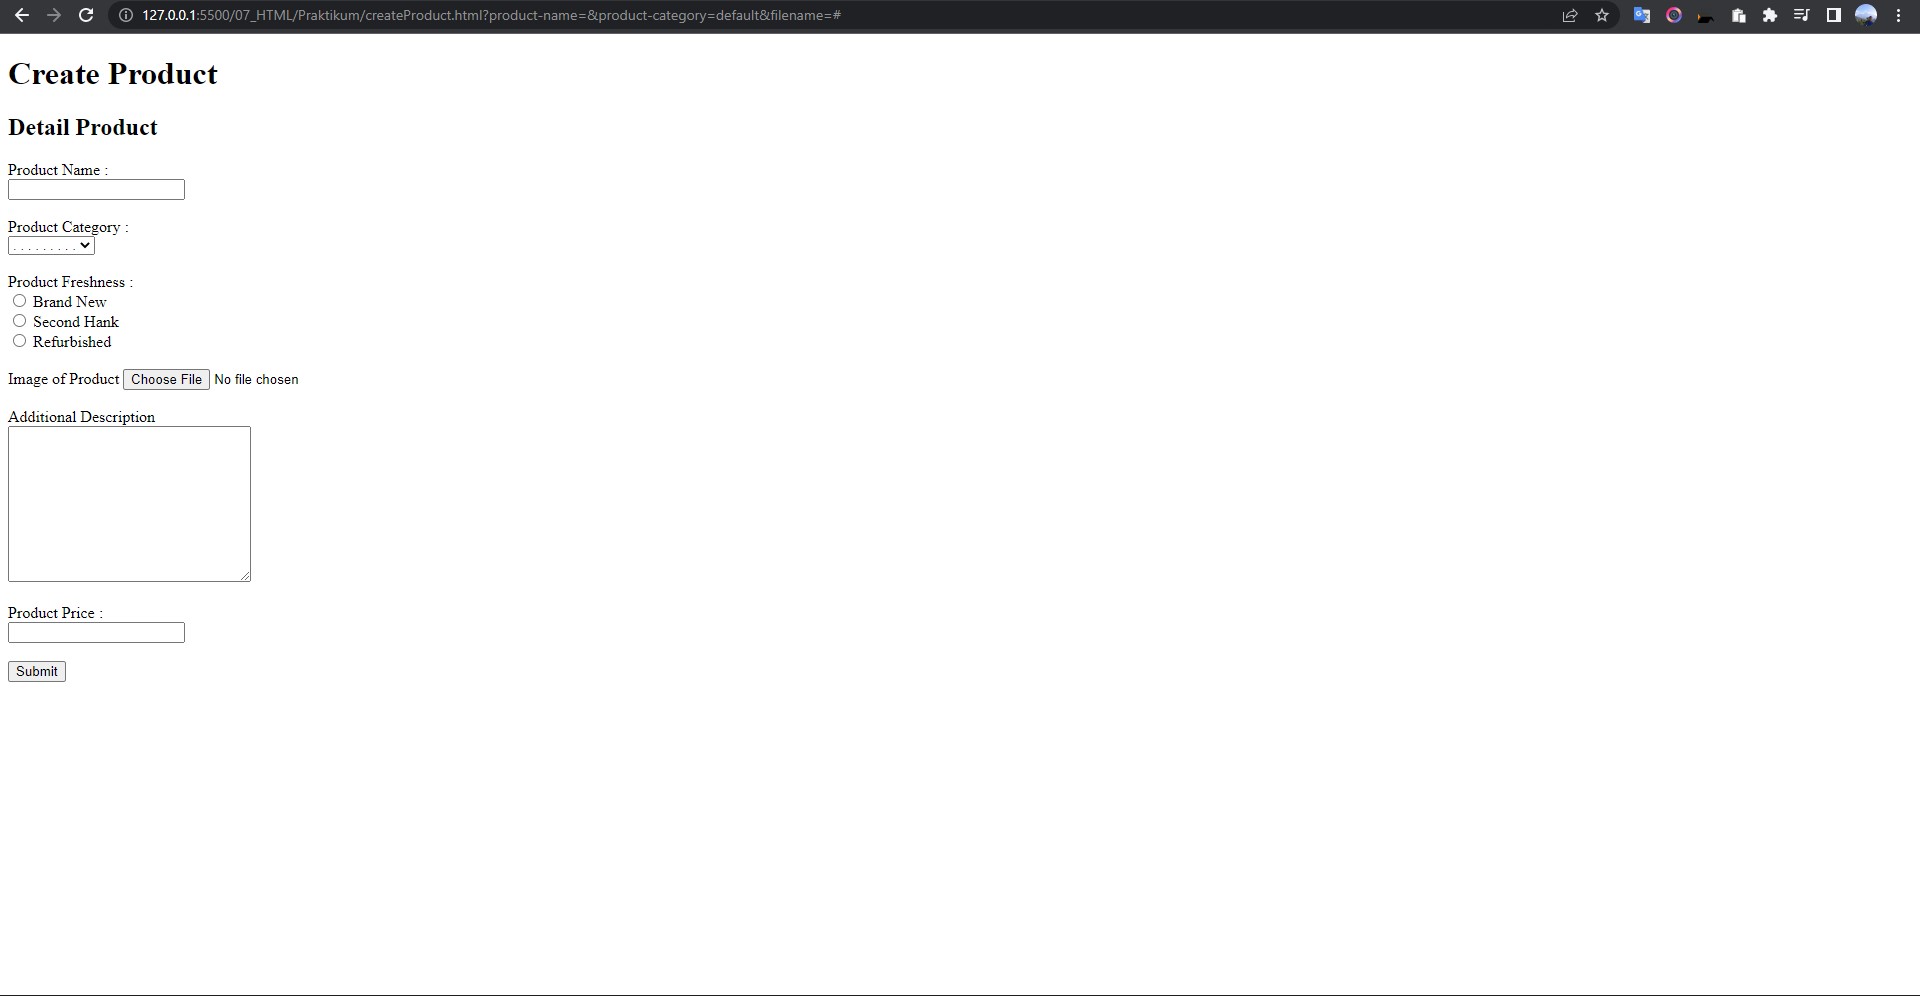 127.0.0.1:5500/07_HTML/Praktikum/createProduct.html?product-name=&product-category=default&filename=#
Create Product
Detail Product
Product Name :
Product Category :
. . . . . . . . .
Product Freshness :
Brand New
Second Hank
Refurbished
Image of Product Choose File No file chosen
Additional Description
Product Price :
Submit